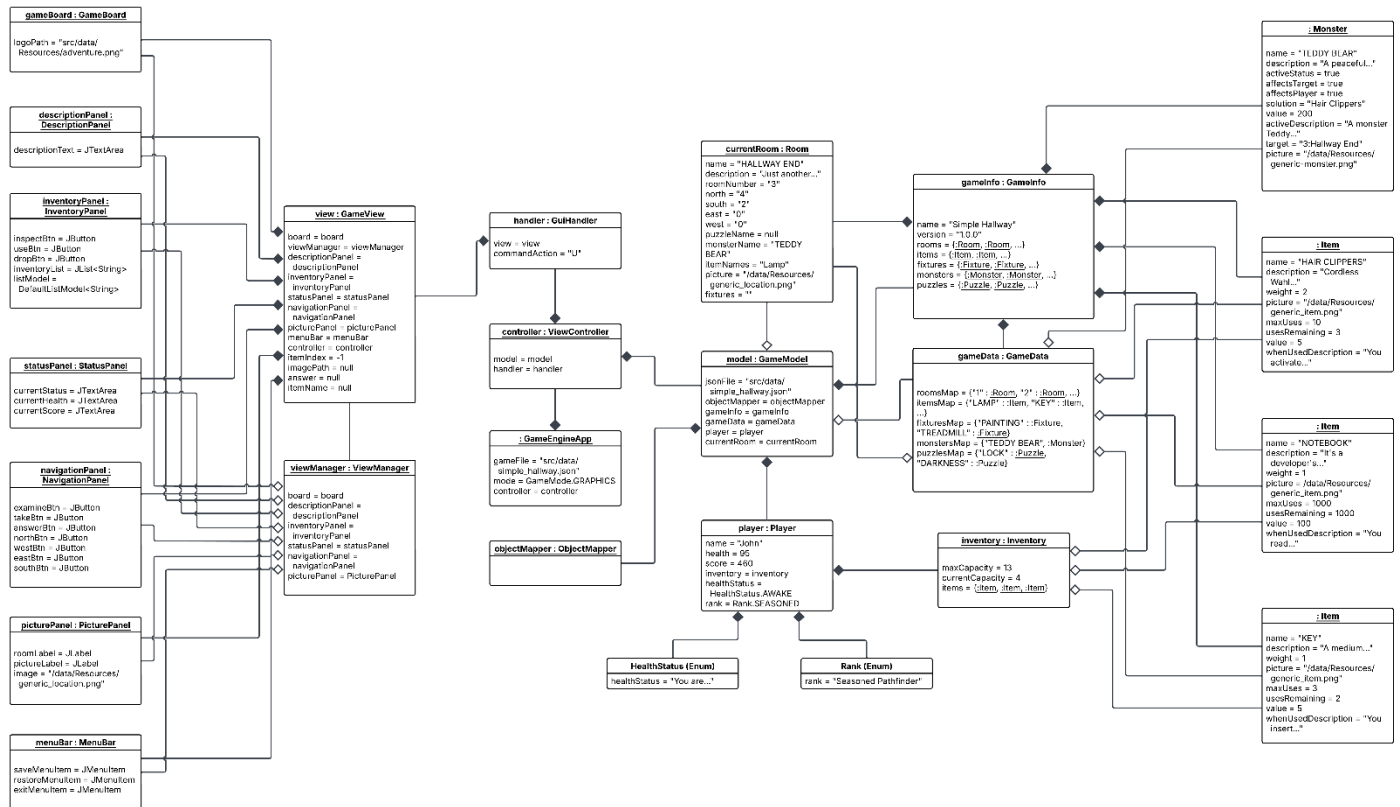 gameBoard : GameBoard
logoPath = "src/data/
Resources/adventure.png"
descriptionPanel :
DescriptionPanel
descriptionText = JTextArea
inventoryPanel :
InventoryPanel
inspectBtn = JButton
useBtn = JButton
dropBtn = JButton
inventoryList = JList<String>
listModel =
DefaultListModel<String>
statusPanel : StatusPanel
currentStatus = JTextArea
currentHealth = JTextArea
currentScore = JTextArea
navigationPanel :
NavigationPanel
examineBtn = JButton
takeBtn = JButton
answerBtn = JButton
northBtn = JButton
westBtn = JButton
eastBtn = JButton
southBtn = JButton
picturePanel : PicturePanel
roomLabel = JLabel
pictureLabel = JLabel
image = "/data/Resources/
generic_location.png"
menuBar : MenuBar
saveMenuItem = JMenuItem
restoreMenuItem = JMenuItem
exitMenuItem = JMenuItem
view : GameView
board = board
viewManager = viewManager
descriptionPanel =
descriptionPanel
inventoryPanel =
inventoryPanel
statusPanel = statusPanel
navigationPanel =
navigationPanel
picturePanel = picturePanel
menuBar = menuBar
controller = controller
itemIndex = -1
imagePath = null
answer = null
itemName = null
viewManager : ViewManager
board = board
descriptionPanel =
descriptionPanel
inventoryPanel =
inventoryPanel
statusPanel = statusPanel
navigationPanel =
navigationPanel
picturePanel = PicturePanel
handler : GuiHandler
view = view
commandAction = "U"
controller : ViewController
model = model
handler = handler
: GameEngineApp
gameFile = "src/data/
simple_hallway.json"
mode = GameMode.GRAPHICS
controller = controller
objectMapper : ObjectMapper
currentRoom : Room
name = "HALLWAY END"
description = "Just another..."
roomNumber = "3"
north = "4"
south = "2"
east = "0"
west = "0"
puzzleName = null
monsterName = "TEDDY
BEAR"
itemNames = "Lamp"
picture = "/data/Resources/
generic_location.png"
fixtures = ""
model : GameModel
jsonFile = "src/data/
simple_hallway.json"
objectMapper = objectMapper
gameInfo = gameInfo
gameData = gameData
player = player
currentRoom = currentRoom
player : Player
name = "John"
health = 95
score = 460
inventory = inventory
healthStatus =
HealthStatus.AWAKE
rank = Rank.SEASONED
HealthStatus (Enum)
healthStatus = "You are..."
Rank (Enum)
rank = "Seasoned Pathfinder"
gameInfo : GameInfo
name = "Simple Hallway"
version = "1.0.0"
rooms = {:Room, :Room, ...}
items = {:Item, :Item, ...}
fixtures = {:Fixture, :Fixture, ...}
monsters = {:Monster, :Monster, ...}
puzzles = {:Puzzle, :Puzzle, ...}
gameData : GameData
roomsMap = {"1" : :Room, "2" : :Room, ...}
itemsMap = {"LAMP" : :Item, "KEY" : :Item,
...}
fixturesMap = {"PAINTING" : :Fixture,
"TREADMILL" : :Fixture}
monstersMap = {"TEDDY BEAR", :Monster}
puzzlesMap = {"LOCK" : :Puzzle,
"DARKNESS" : :Puzzle}
inventory : Inventory
maxCapacity = 13
currentCapacity = 4
items = {:Item, :Item, :Item}
: Monster
name = "TEDDY BEAR"
description = "A peaceful..."
activeStatus = true
affectsTarget = true
affectsPlayer = true
solution = "Hair Clippers"
value = 200
activeDescription = "A monster
Teddy..."
target = "3:Hallway End"
picture = "/data/Resources/
generic-monster.png"
: Item
name = "HAIR CLIPPERS"
description = "Cordless
Wahl..."
weight = 2
picture = "/data/Resources/
generic_item.png"
maxUses = 10
usesRemaining = 3
value = 5
whenUsedDescription = "You
activate..."
: Item
name = "NOTEBOOK"
description = "It's a
developer's..."
weight = 1
picture = /data/Resources/
generic_item.png"
maxUses = 1000
usesRemaining = 1000
value = 100
whenUsedDescription = "You
read..."
: Item
name = "KEY"
description = "A medium..."
weight = 1
picture = "/data/Resources/
generic_item.png"
maxUses = 3
usesRemaining = 2
value = 5
whenUsedDescription = "You
insert..."